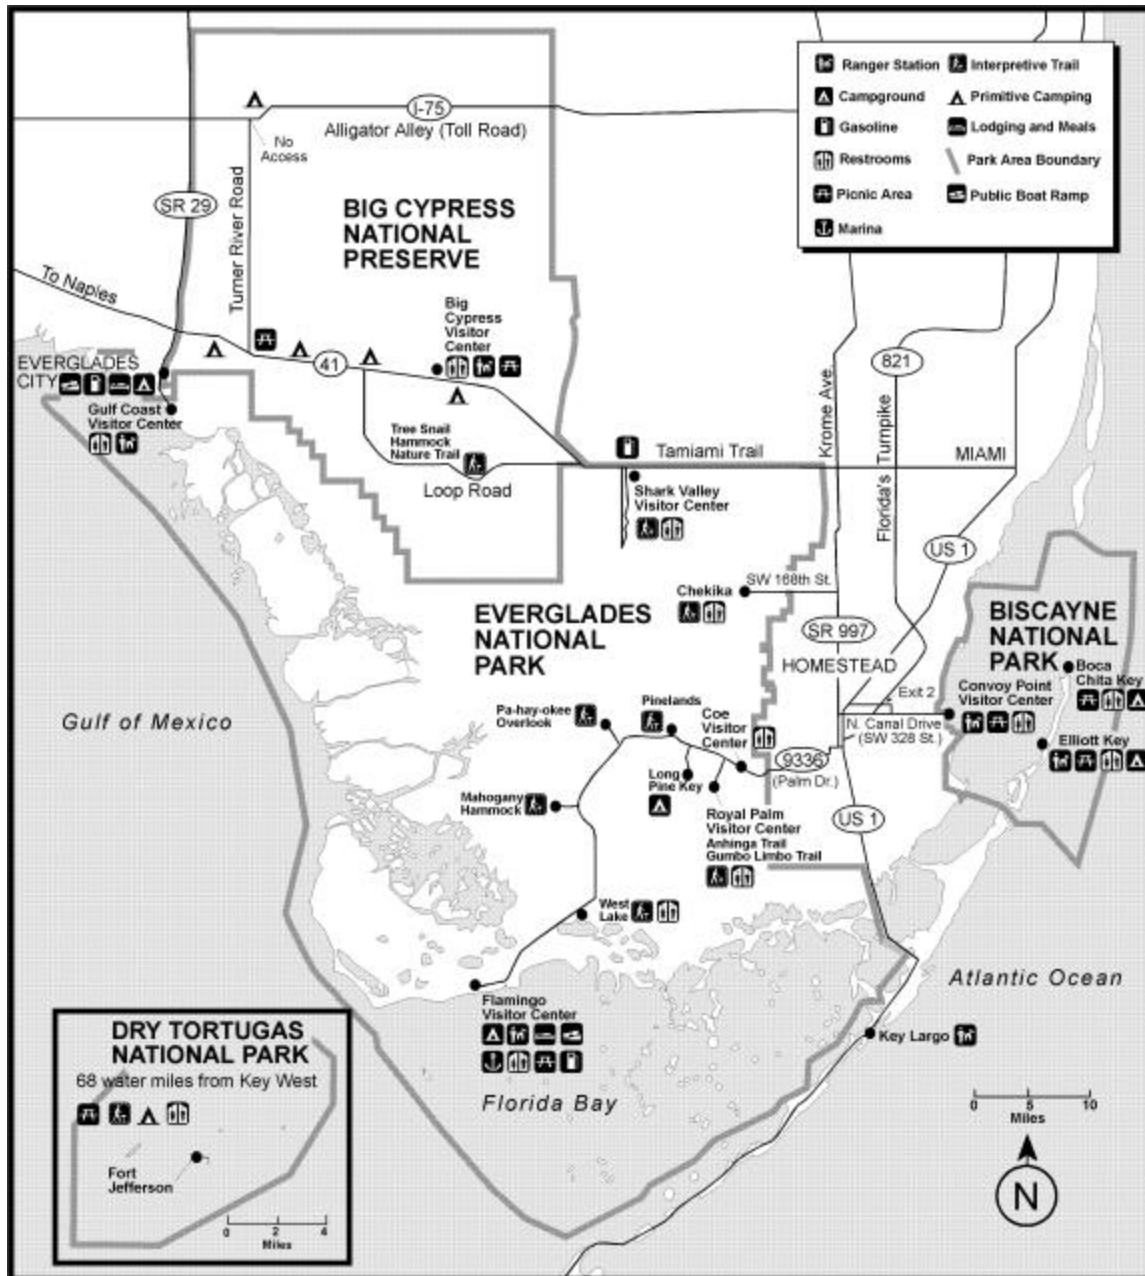 Ranger Station
Interpretive Trail
Campground
Primitive Camping
Gasoline
Lodging and Meals
Restrooms
Park Area Boundary
Picnic Area
Public Boat Ramp
Marina
I-75
Alligator Alley (Toll Road)
No
Access
SR 29
Turner River Road
BIG CYPRESS
NATIONAL
PRESERVE
To Naples
Big
Cypress
Visitor
Center
41
EVERGLADES
CITY
Gulf Coast
Visitor Center
Tree Snail
Hammock
Nature Trail
Loop Road
Tamiami Trail
Krome Ave.
821
Florida's Turnpike
MIAMI
Shark Valley
Visitor Center
US 1
SW 168th St.
Chekika
EVERGLADES
NATIONAL
PARK
SR 997
HOMESTEAD
BISCAYNE
NATIONAL
PARK
Boca
Chita Key
Exit 2
Convoy Point
Visitor Center
N. Canal Drive
(SW 328 St.)
Elliott Key
Gulf of Mexico
Pa-hay-okee
Overlook
Pinelands
Coe
Visitor
Center
9336
(Palm Dr.)
Long
Pine Key
Mahogany
Hammock
Royal Palm
Visitor Center
Anhinga Trail
Gumbo Limbo Trail
US 1
West
Lake
Atlantic Ocean
Flamingo
Visitor Center
Key Largo
Florida Bay
0 5 10
Miles
N
DRY TORTUGAS
NATIONAL PARK
68 water miles from Key West
Fort
Jefferson
0 2 4
Miles